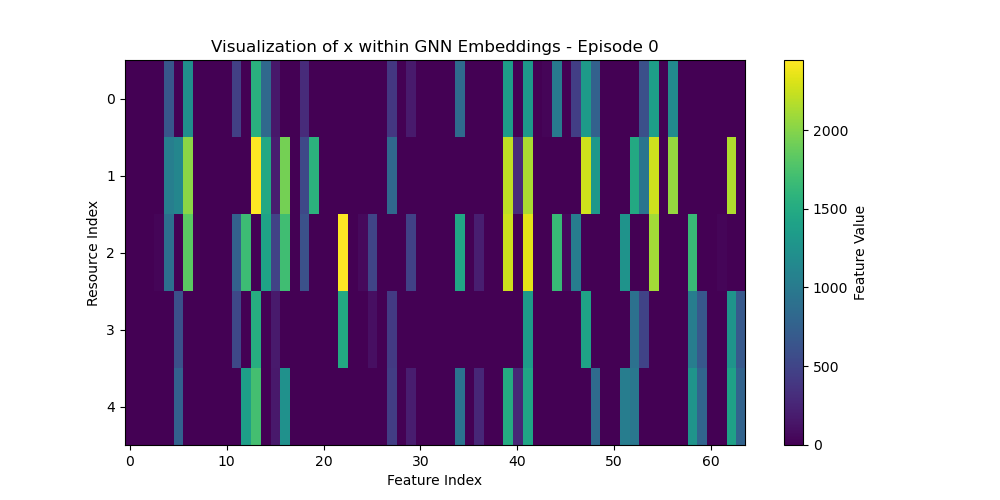 Visualization of x within GNN Embeddings - Episode 0
Resource Index
0
1
2
3
4
0 10 20 30 40 50 60
Feature Index
2000
1500
1000
500
0
Feature Value